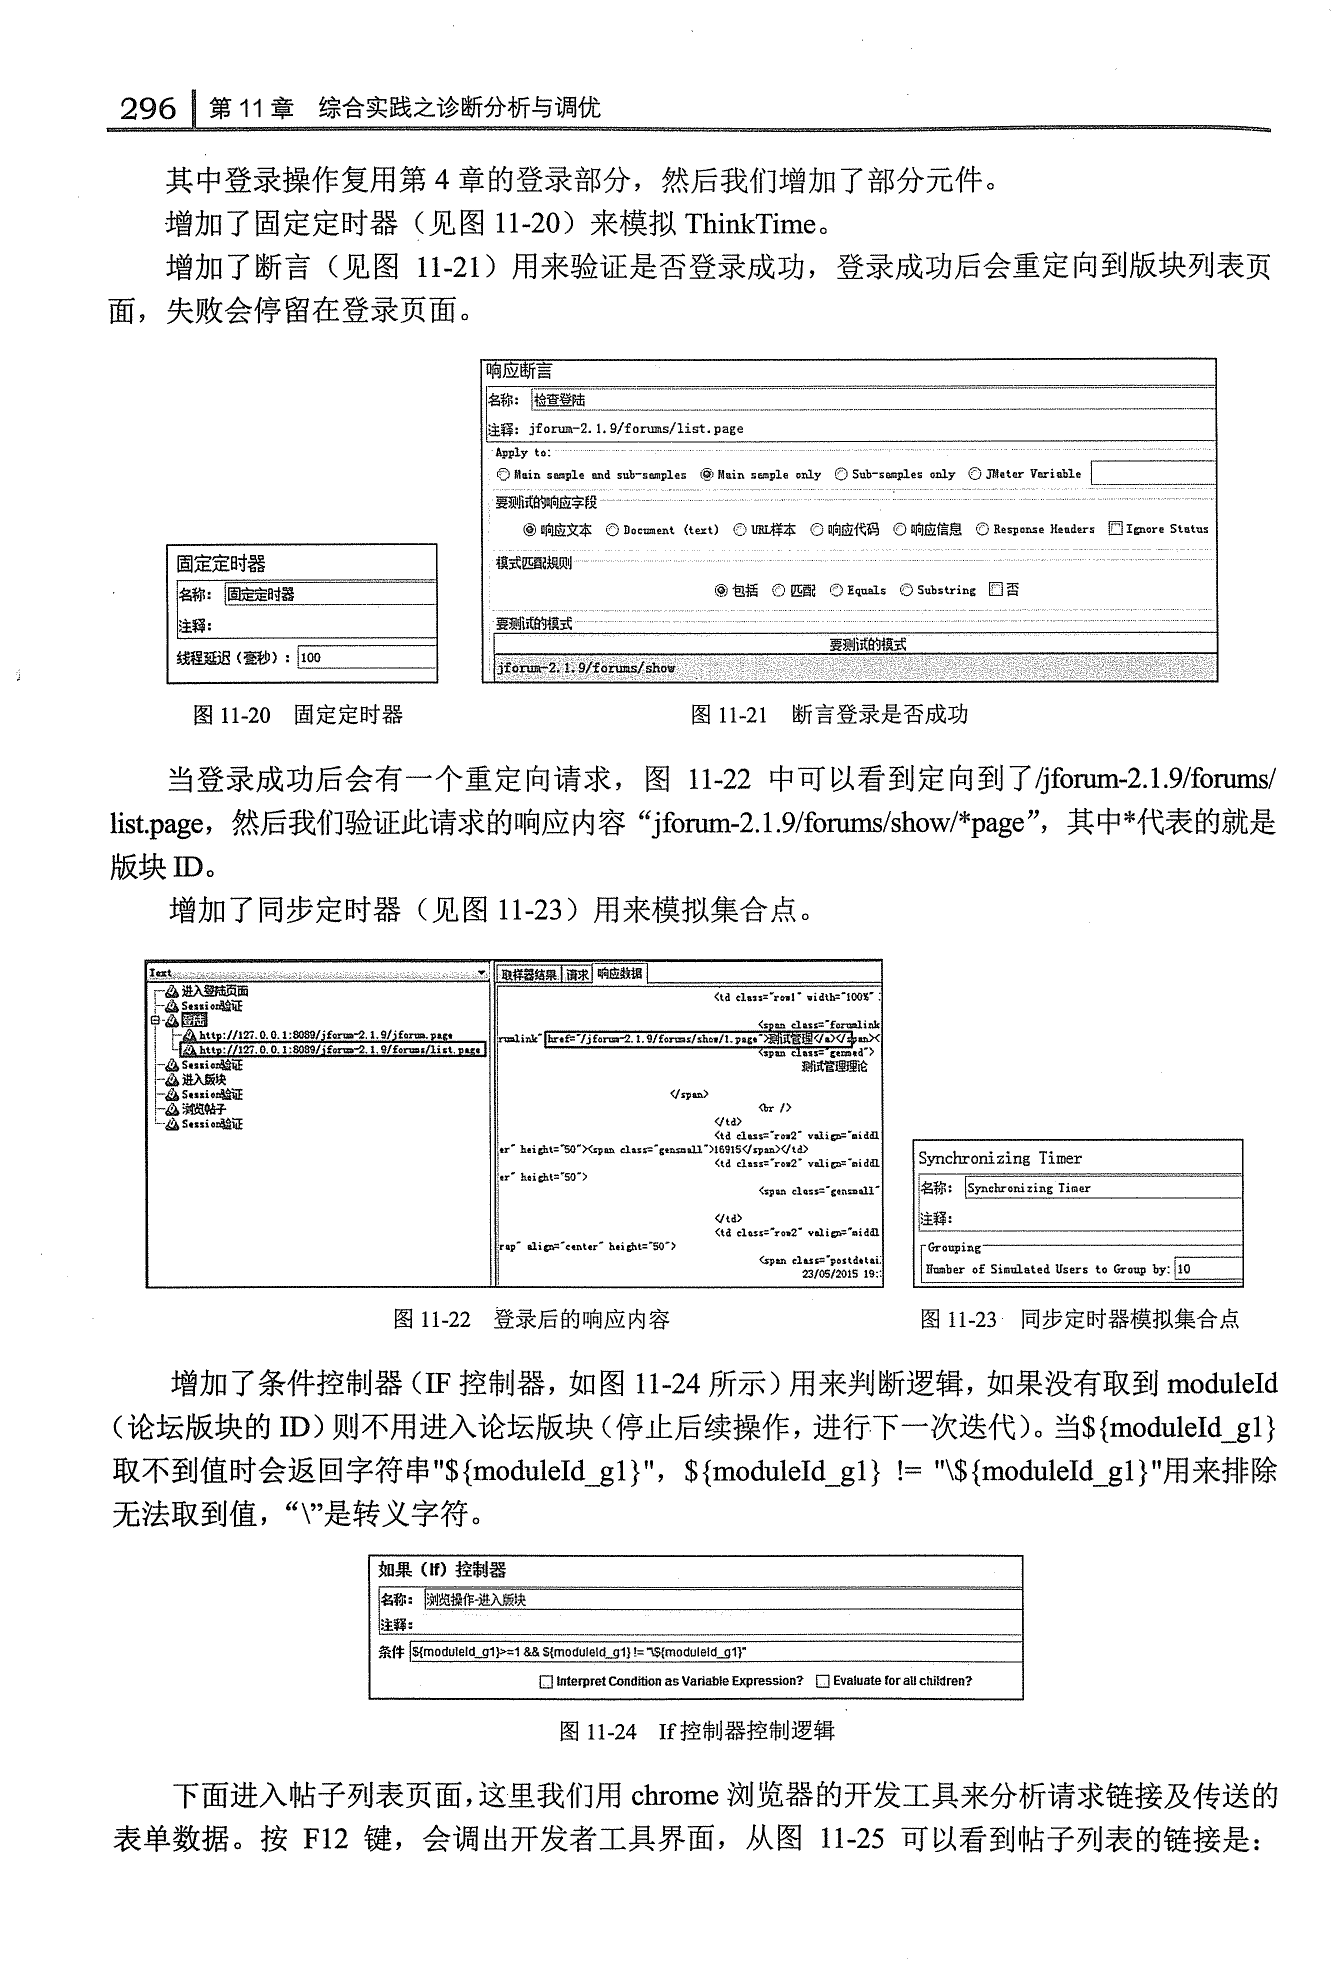 296 第 11 章 综合实践之诊断分析与调优
其中登录操作复用第 4 章的登录部分，然后我们增加了部分元件。
增加了固定定时器（见图 11-20）来模拟 ThinkTime。
增加了断言（见图 11-21）用来验证是否登录成功，登录成功后会重定向到版块列表页
面，失败会停留在登录页面。
固定定时器
名称：固定定时器
注释：
线程延迟（毫秒）：100
图 11-20 固定定时器
响应断言
名称：检查登陆
注释：jforum-2.1.9/forums/list.page
Apply to:
Main sample and sub-samples Main sample only Sub-samples only JMeter Variable
要测试的响应字段
响应文本 Document (text) URL样本 响应代码 响应信息 Response Headers Ignore Status
模式匹配规则
包括 匹配 Equals Substring 否
要测试的模式
要测试的模式
jforum-2.1.9/forums/show
图 11-21 断言登录是否成功
当登录成功后会有一个重定向请求，图 11-22 中可以看到定向到了/jforum-2.1.9/forums/
list.page，然后我们验证此请求的响应内容“jforum-2.1.9/forums/show/*page”，其中*代表的就是
版块 ID。
增加了同步定时器（见图 11-23）用来模拟集合点。
Text
进入登陆页面
Session验证
登陆
http://127.0.0.1:8089/jforum-2.1.9/jforum.page
http://127.0.0.1:8089/jforum-2.1.9/forums/list.page
Session验证
进入版块
Session验证
浏览帖子
Session验证
取样器结果 请求 响应数据
<td class="row1" width="100%"
<span class="forumlink
rumlink" href="/jforum-2.1.9/forums/show/1.page">测试管理</a></span><
<span class="genmed">
测试管理理论
</span>
<br />
</td>
<td class="row2" valign="middl
er" height="50"><span class="gensmall">16915</span></td>
<td class="row2" valign="middl
er" height="50">
<span class="gensmall"
</td>
<td class="row2" valign="middl
rap" align="center" height="50">
<span class="postdetai
23/05/2015 19:
图 11-22 登录后的响应内容
Synchronizing Timer
名称：Synchronizing Timer
注释：
Grouping
Number of Simulated Users to Group by: 10
图 11-23 同步定时器模拟集合点
增加了条件控制器（IF 控制器，如图 11-24 所示）用来判断逻辑，如果没有取到 moduleId
（论坛版块的 ID）则不用进入论坛版块（停止后续操作，进行下一次迭代）。当${moduleId_g1}
取不到值时会返回字符串"${moduleId_g1}"，${moduleId_g1} != "\${moduleId_g1}"用来排除
无法取到值，“\”是转义字符。
如果（If）控制器
名称：浏览操作-进入版块
注释：
条件 ${moduleId_g1}>=1 && ${moduleId_g1} != "\${moduleId_g1}"
Interpret Condition as Variable Expression? Evaluate for all children?
图 11-24 If 控制器控制逻辑
下面进入帖子列表页面，这里我们用 chrome 浏览器的开发工具来分析请求链接及传送的
表单数据。按 F12 键，会调出开发者工具界面，从图 11-25 可以看到帖子列表的链接是：